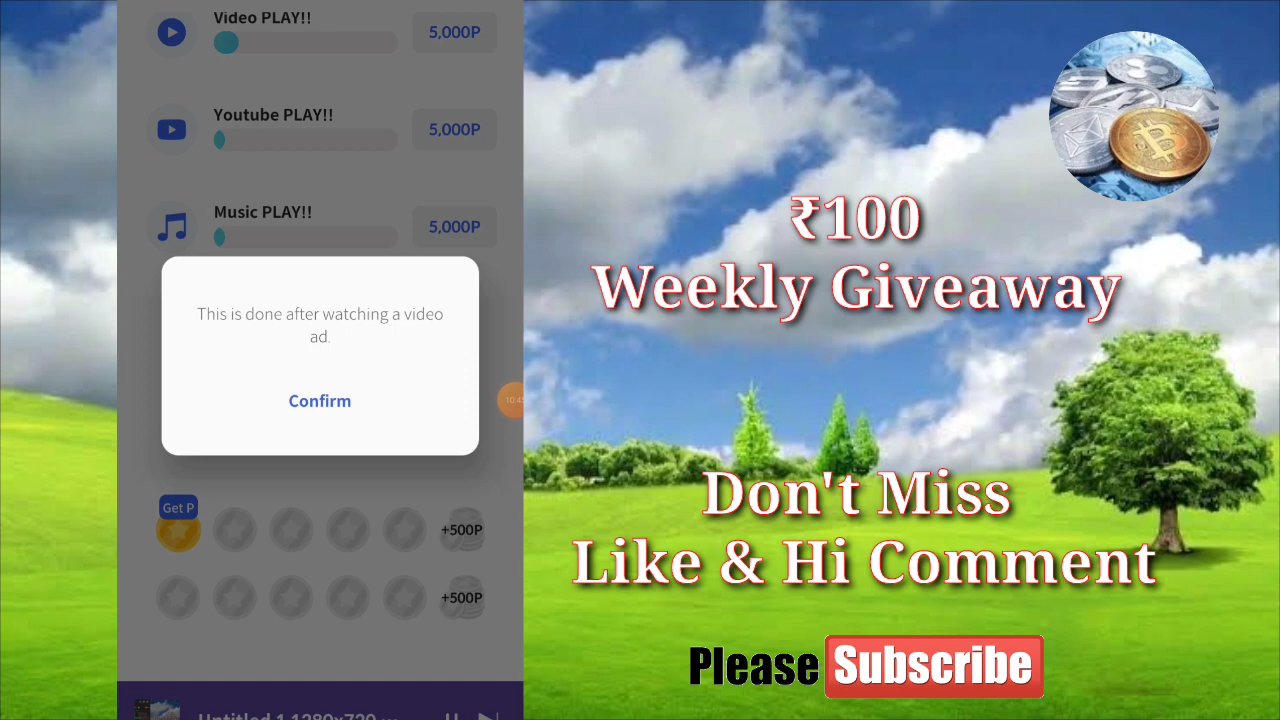 Video PLAY!!
5,000P
Youtube PLAY!!
5,000P
Music PLAY!!
5,000P
This is done after watching a video
ad.
Confirm
Get P
+500P
+500P
₹100
Weekly Giveaway
Don't Miss
Like & Hi Comment
Please Subscribe